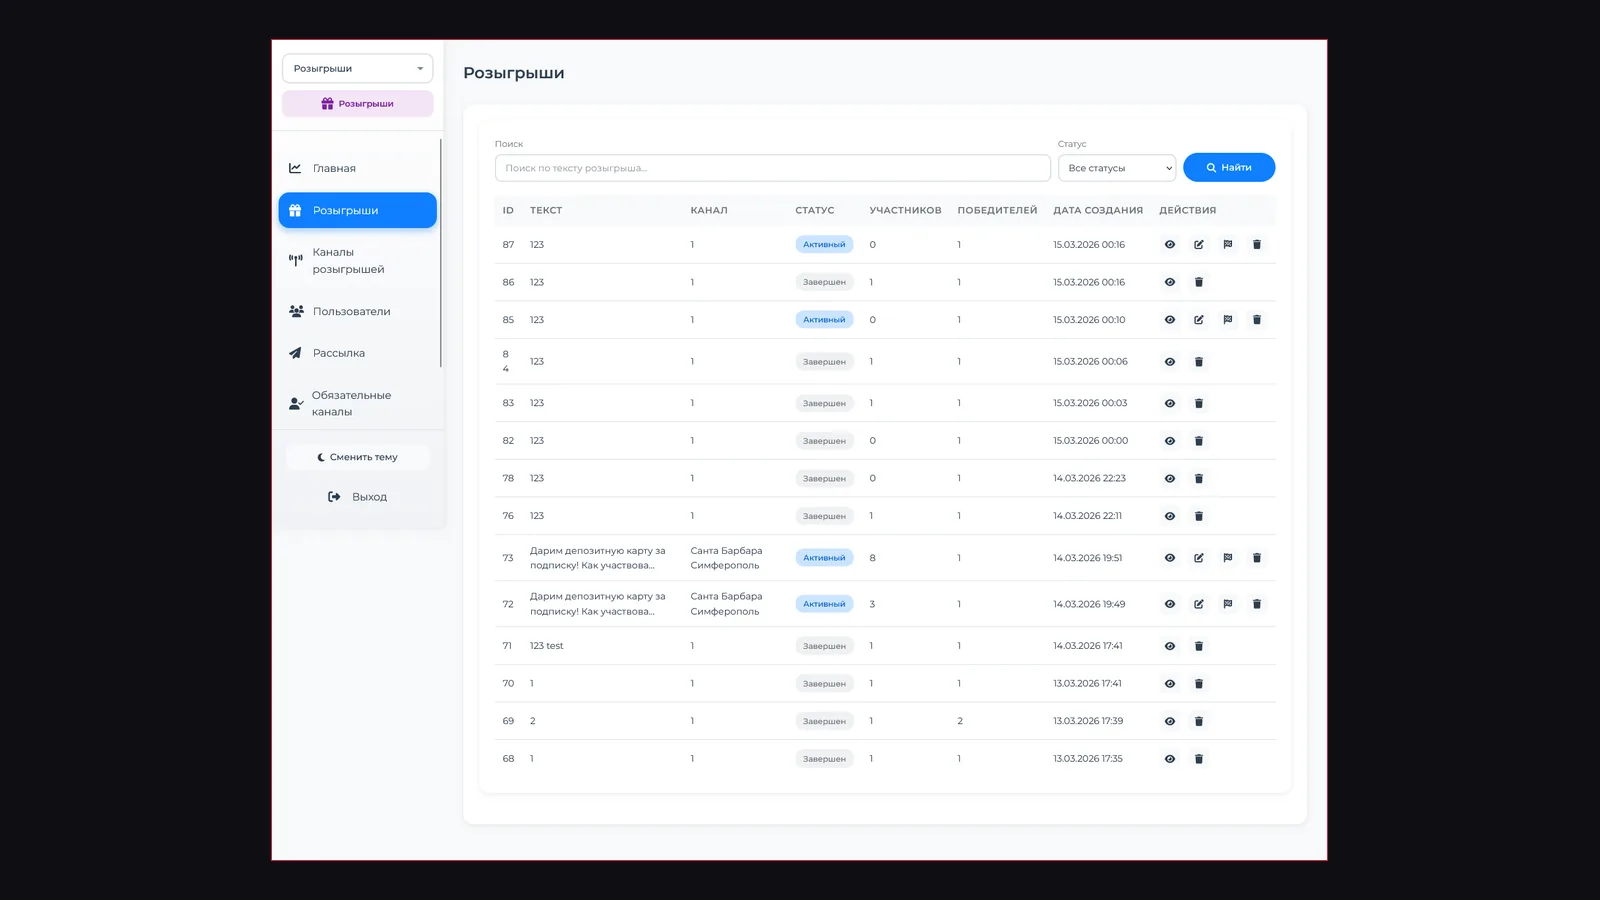 Розыгрыши
Розыгрыши
Главная
Розыгрыши
Каналы
розыгрышей
Пользователи
Рассылка
Обязательные
каналы
Сменить тему
Выход
Розыгрыши
Поиск
Статус
Поиск по тексту розыгрыша...
Все статусы
Найти
ID ТЕКСТ КАНАЛ СТАТУС УЧАСТНИКОВ ПОБЕДИТЕЛЕЙ ДАТА СОЗДАНИЯ ДЕЙСТВИЯ
87 123 1 Активный 0 1 15.03.2026 00:16
86 123 1 Завершен 1 1 15.03.2026 00:16
85 123 1 Активный 0 1 15.03.2026 00:10
8
4 123 1 Завершен 1 1 15.03.2026 00:06
83 123 1 Завершен 1 1 15.03.2026 00:03
82 123 1 Завершен 0 1 15.03.2026 00:00
78 123 1 Завершен 0 1 14.03.2026 22:23
76 123 1 Завершен 1 1 14.03.2026 22:11
73 Дарим депозитную карту за Санта Барбара Активный 8 1 14.03.2026 19:51
подписку! Как участвова... Симферополь
72 Дарим депозитную карту за Санта Барбара Активный 3 1 14.03.2026 19:49
подписку! Как участвова... Симферополь
71 123 test 1 Завершен 1 1 14.03.2026 17:41
70 1 1 Завершен 1 1 13.03.2026 17:41
69 2 1 Завершен 1 2 13.03.2026 17:39
68 1 1 Завершен 1 1 13.03.2026 17:35